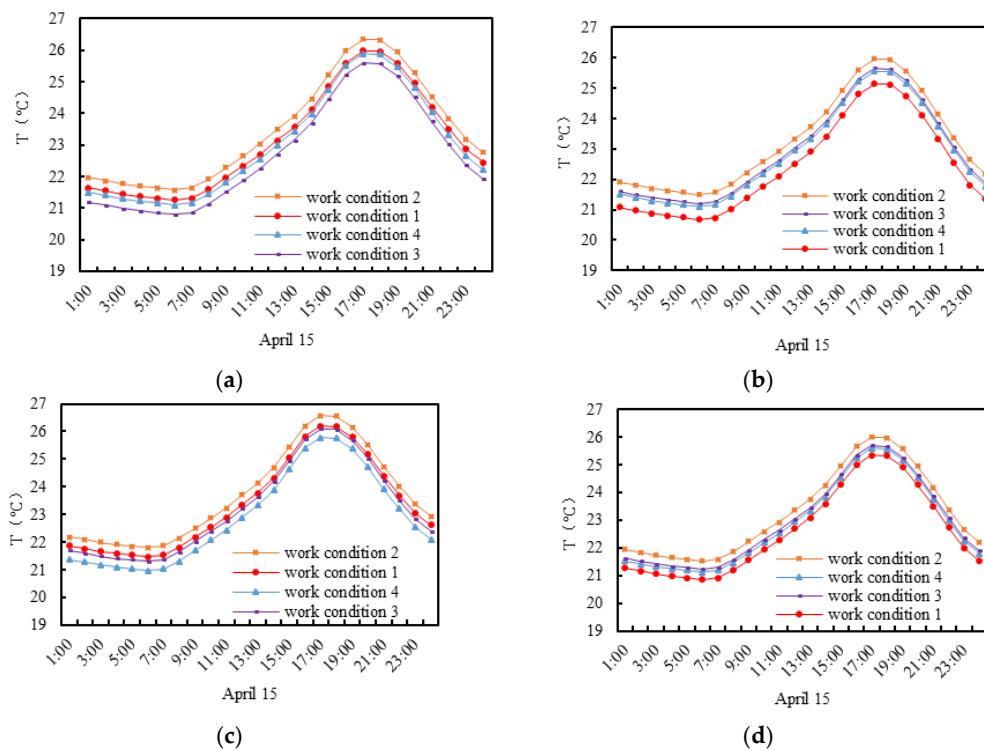 27
26
25
24
23
22
21
20
19
T（℃）
work condition 2
work condition 1
work condition 4
work condition 3
1:00 3:00 5:00 7:00 9:00 11:00 13:00 15:00 17:00 19:00 21:00 23:00
April 15
(a)
27
26
25
24
23
22
21
20
19
T（℃）
work condition 2
work condition 3
work condition 4
work condition 1
1:00 3:00 5:00 7:00 9:00 11:00 13:00 15:00 17:00 19:00 21:00 23:00
April 15
(b)
27
26
25
24
23
22
21
20
19
T（℃）
work condition 2
work condition 1
work condition 4
work condition 3
1:00 3:00 5:00 7:00 9:00 11:00 13:00 15:00 17:00 19:00 21:00 23:00
April 15
(c)
27
26
25
24
23
22
21
20
19
T（℃）
work condition 2
work condition 4
work condition 3
work condition 1
1:00 3:00 5:00 7:00 9:00 11:00 13:00 15:00 17:00 19:00 21:00 23:00
April 15
(d)